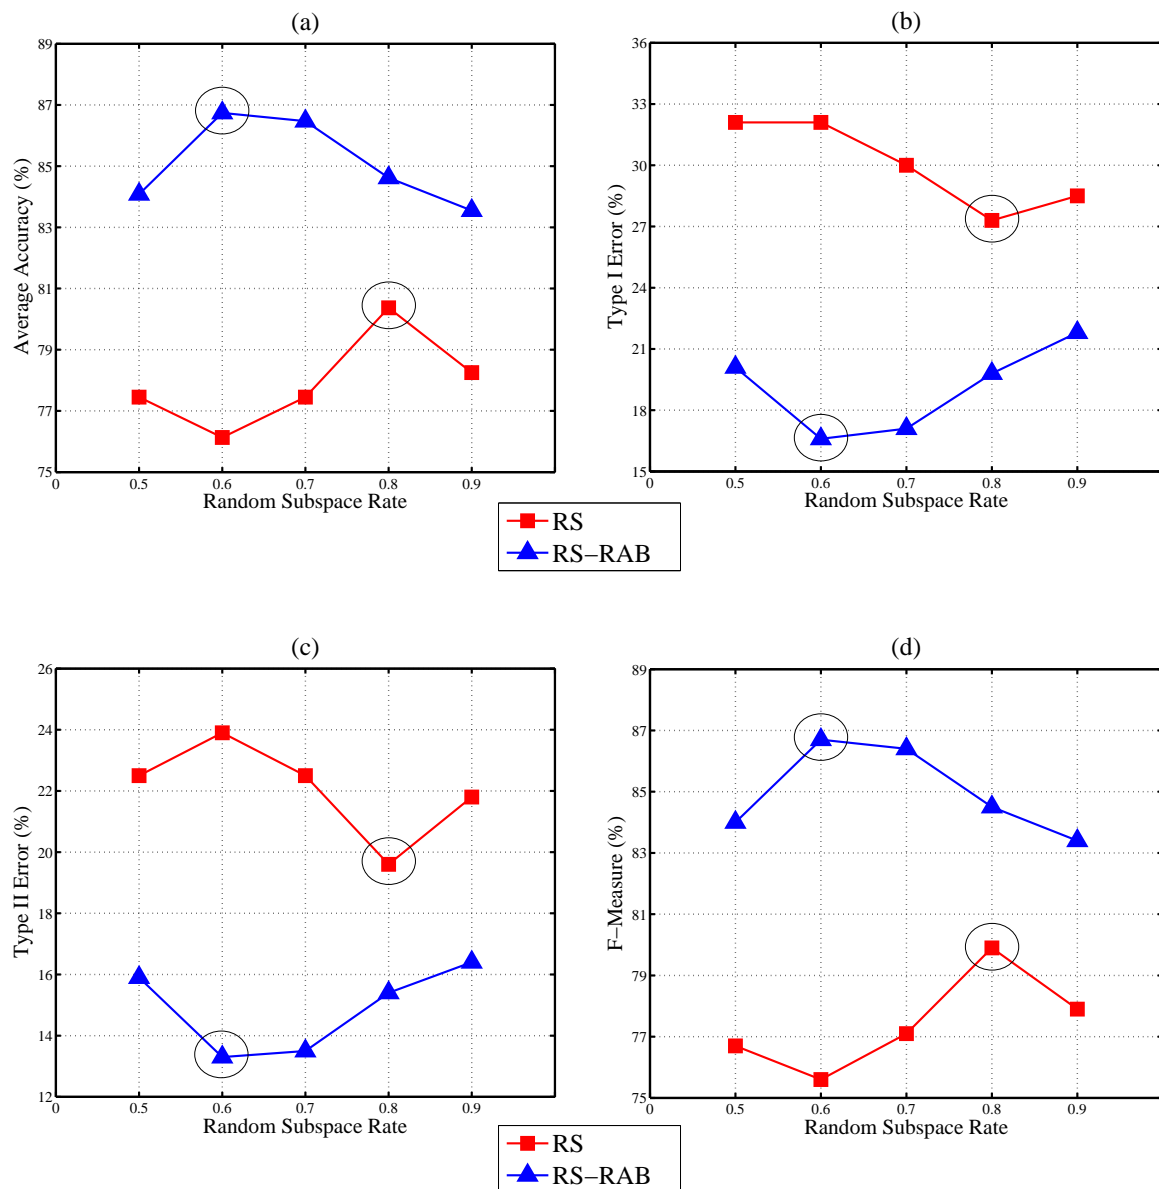 (a)
89
87
85
83
81
79
77
75
Average Accuracy (%)
0 0.5 0.6 0.7 0.8 0.9
Random Subspace Rate
(b)
36
33
30
27
24
21
18
15
Type I Error (%)
0 0.5 0.6 0.7 0.8 0.9
Random Subspace Rate
RS
RS−RAB
(c)
26
24
22
20
18
16
14
12
Type II Error (%)
0 0.5 0.6 0.7 0.8 0.9
Random Subspace Rate
(d)
89
87
85
83
81
79
77
75
F−Measure (%)
0 0.5 0.6 0.7 0.8 0.9
Random Subspace Rate
RS
RS−RAB